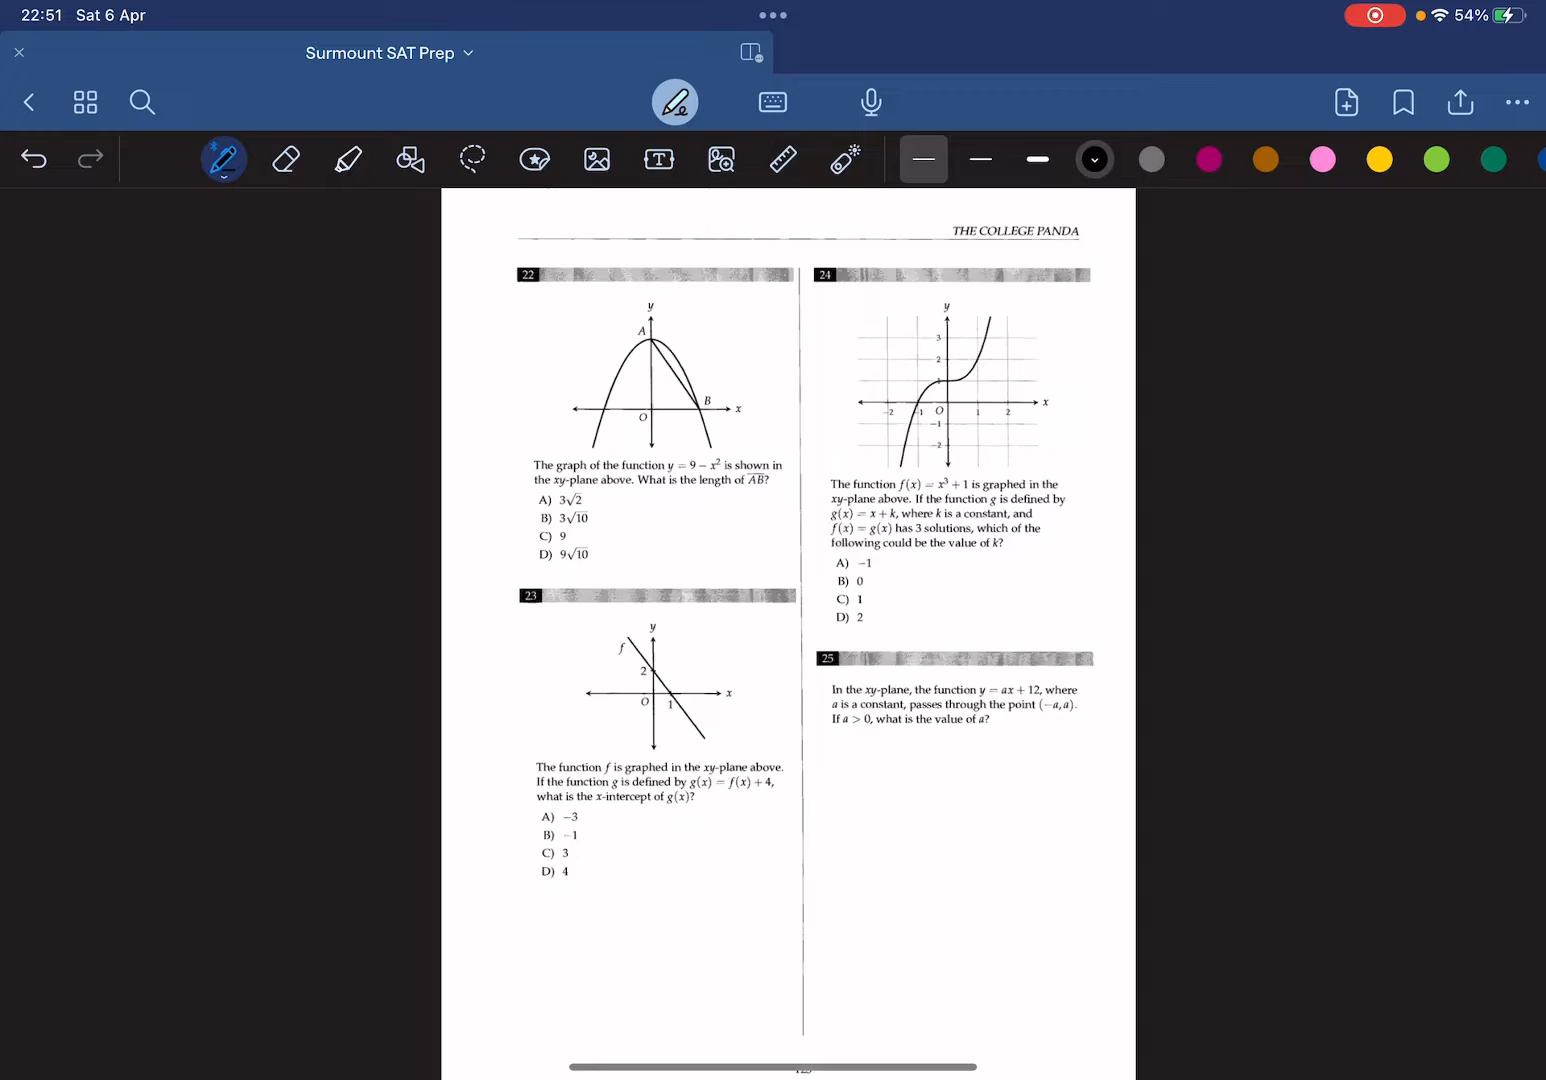 22:51 Sat 6 Apr
54%
Surmount SAT Prep
THE COLLEGE PANDA
22
y
A
B
x
O
The graph of the function y = 9 − x² is shown in
the xy-plane above. What is the length of A̅B̅?
A) 3√2
B) 3√10
C) 9
D) 9√10
23
y
f
2
x
O
1
The function f is graphed in the xy-plane above.
If the function g is defined by g(x) = f(x) + 4,
what is the x-intercept of g(x)?
A) −3
B) −1
C) 3
D) 4
24
y
3
2
1
x
−2 −1 O 1 2
−1
−2
The function f(x) = x³ + 1 is graphed in the
xy-plane above. If the function g is defined by
g(x) = x + k, where k is a constant, and
f(x) = g(x) has 3 solutions, which of the
following could be the value of k?
A) −1
B) 0
C) 1
D) 2
25
In the xy-plane, the function y = ax + 12, where
a is a constant, passes through the point (−a, a).
If a > 0, what is the value of a?